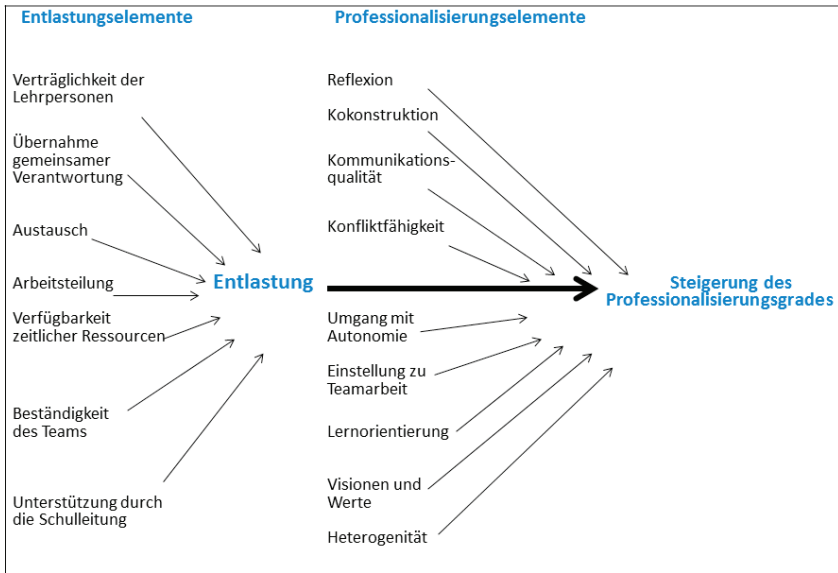 Entlastungselemente
Professionalisierungselemente
Verträglichkeit der
Lehrpersonen
Übernahme
gemeinsamer
Verantwortung
Austausch
Arbeitsteilung
Verfügbarkeit
zeitlicher Ressourcen
Beständigkeit
des Teams
Unterstützung durch
die Schulleitung
Entlastung
Reflexion
Kokonstruktion
Kommunikations-
qualität
Konfliktfähigkeit
Umgang mit
Autonomie
Einstellung zu
Teamarbeit
Lernorientierung
Visionen und
Werte
Heterogenität
Steigerung des
Professionalisierungsgrades